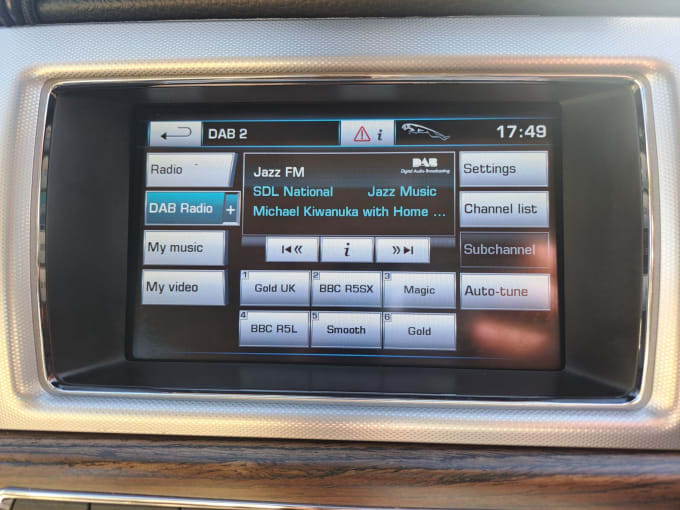 DAB 2
i
17:49
Radio
DAB Radio +
My music
My video
Jazz FM
DAB
Digital Audio Broadcasting
SDL National Jazz Music
Michael Kiwanuka with Home ...
i
1 Gold UK
2 BBC R5SX
3 Magic
4 BBC R5L
5 Smooth
6 Gold
Settings
Channel list
Subchannel
Auto-tune